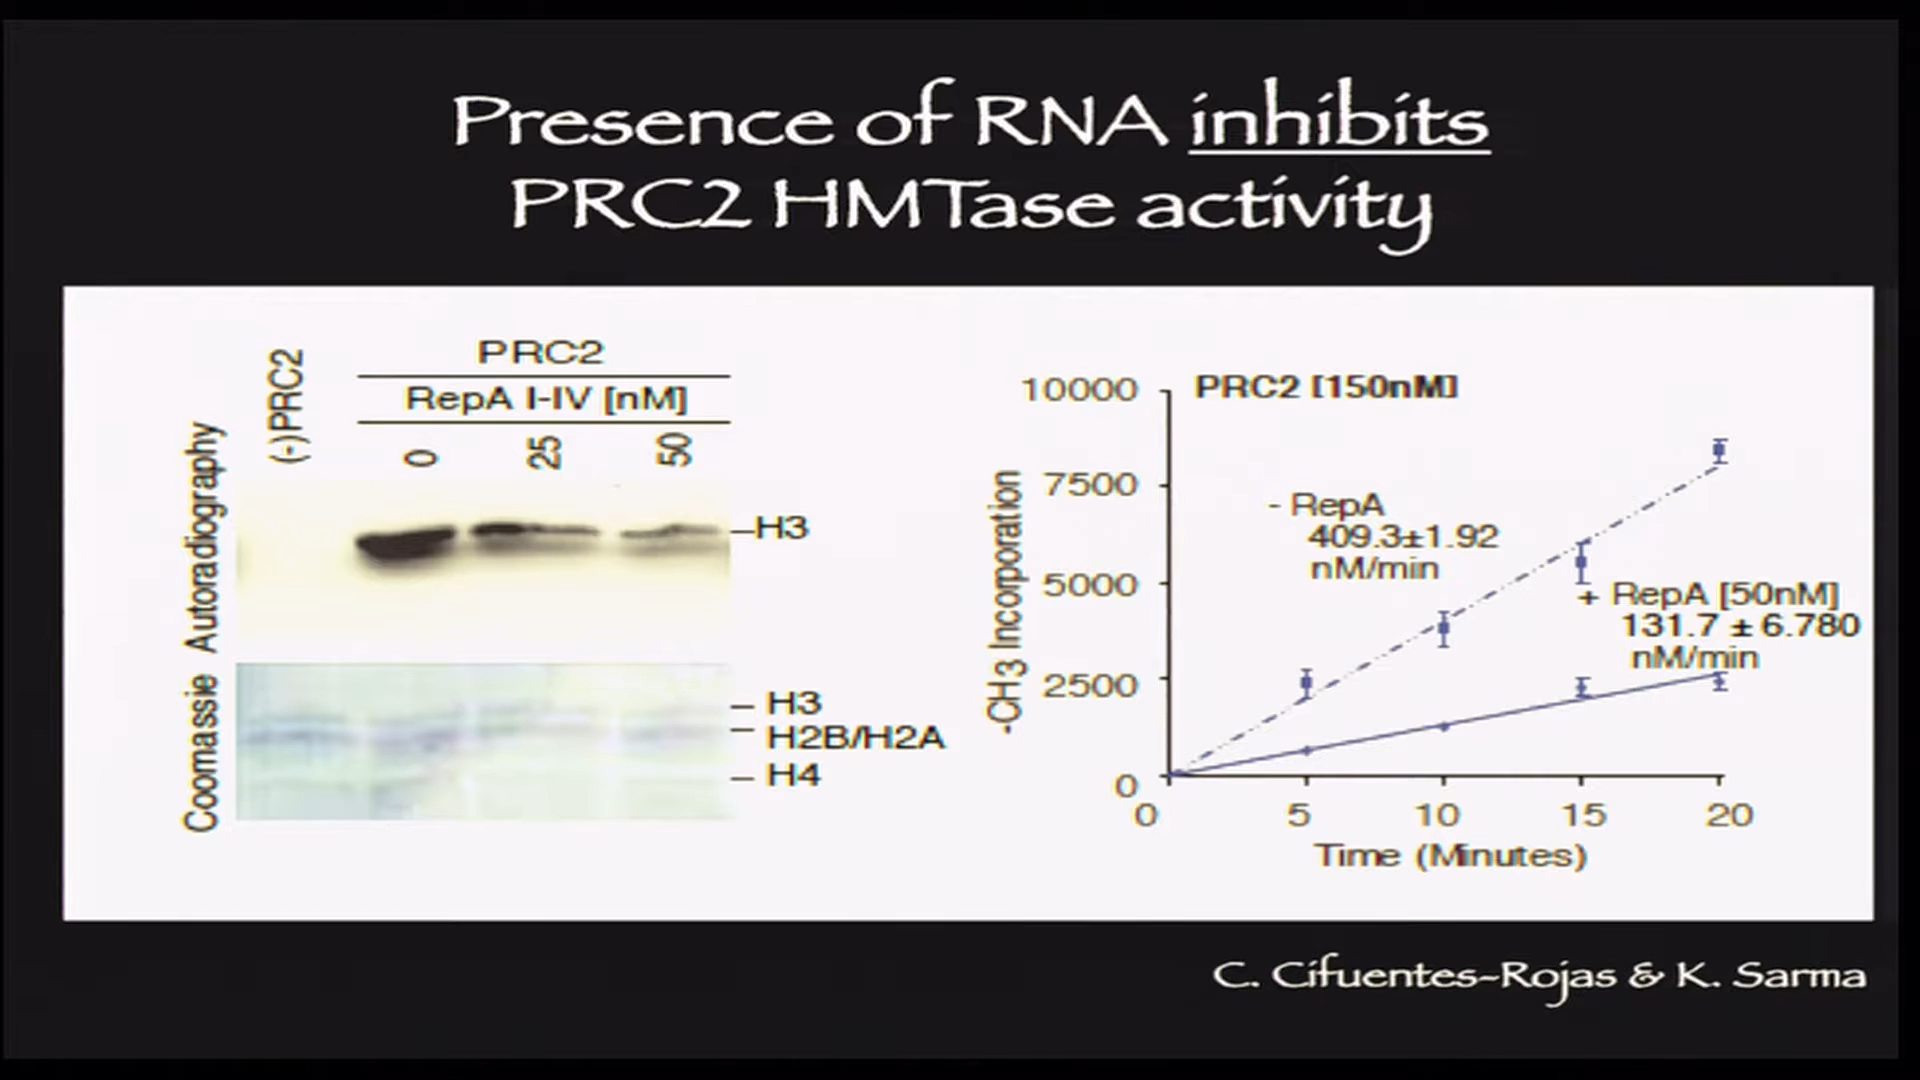 Presence of RNA inhibits
PRC2 HMTase activity
(-)PRC2
PRC2
RepA I-IV [nM]
0 25 50
Autoradiography
H3
Coomassie
H3
H2B/H2A
H4
PRC2 [150nM]
-CH3 Incorporation
10000
7500
5000
2500
0
- RepA
409.3±1.92
nM/min
+ RepA [50nM]
131.7 ± 6.780
nM/min
0 5 10 15 20
Time (Minutes)
C. Cifuentes-Rojas & K. Sarma